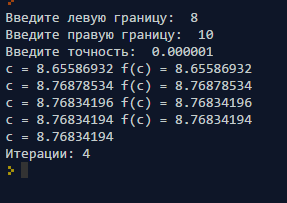 Введите левую границу:  8
Введите правую границу:  10
Введите точность:  0.000001
c = 8.65586932 f(c) = 8.65586932
c = 8.76878534 f(c) = 8.76878534
c = 8.76834196 f(c) = 8.76834196
c = 8.76834194 f(c) = 8.76834194
c = 8.76834194
Итерации: 4